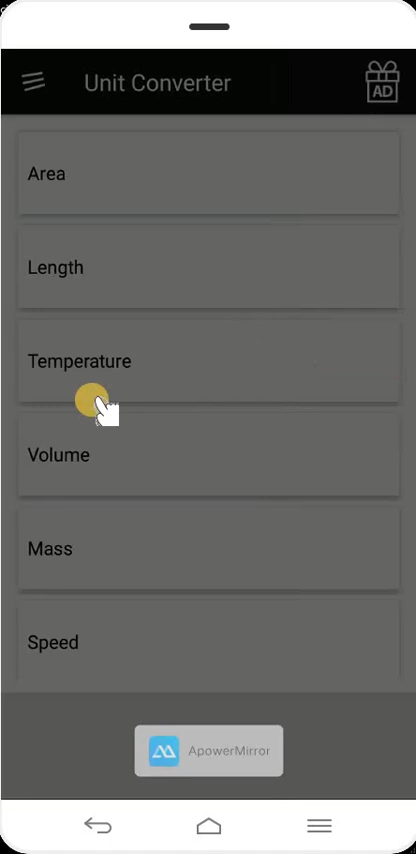 Unit Converter
AD
Area
Length
Temperature
Volume
Mass
Speed
ApowerMirror